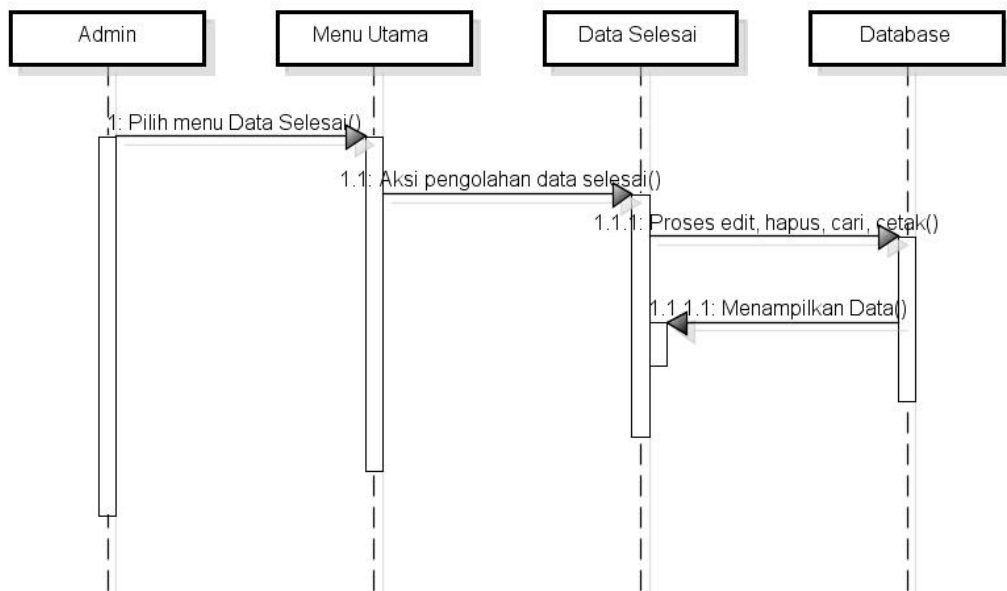 Admin
Menu Utama
Data Selesai
Database
1: Pilih menu Data Selesai()
1.1: Aksi pengolahan data selesai()
1.1.1: Proses edit, hapus, cari, cetak()
1.1.1.1: Menampilkan Data()